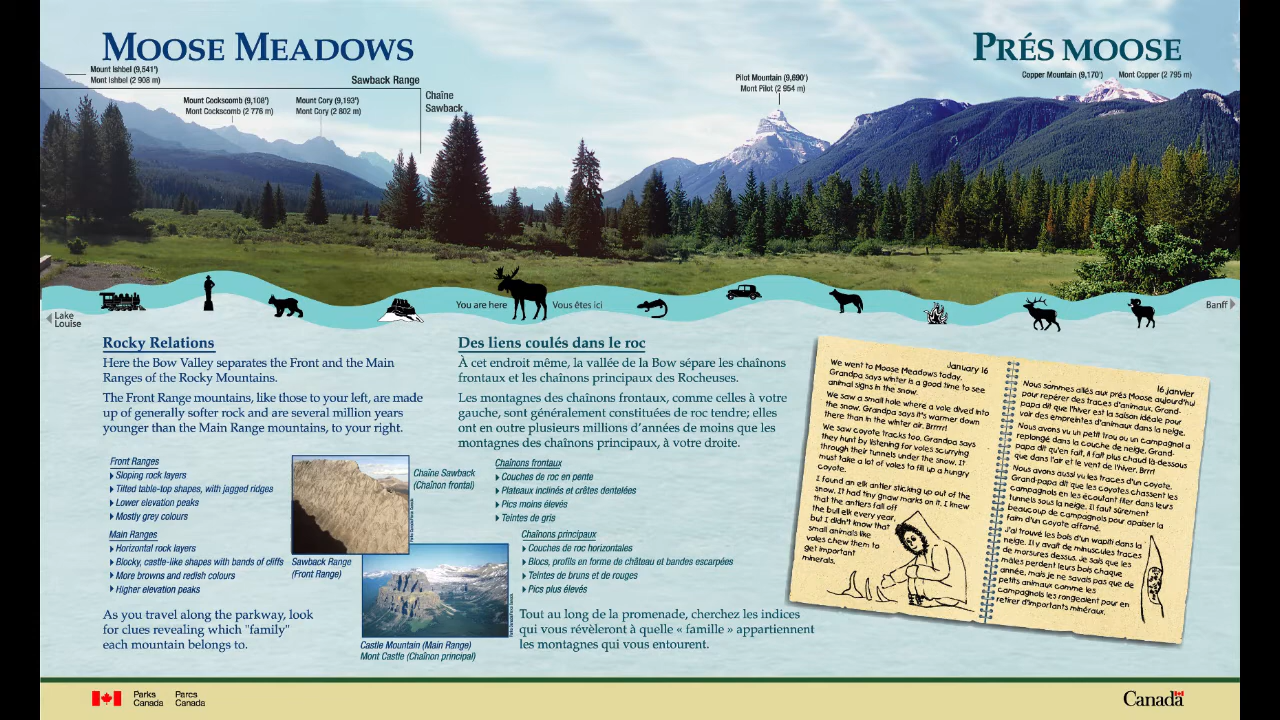 MOOSE MEADOWS
PRÉS MOOSE
Mount Ishbel (9,541')
Mont Ishbel (2 908 m)
Sawback Range
Chaîne
Sawback
Mount Cockscomb (9,108')
Mont Cockscomb (2 776 m)
Mount Cory (9,193')
Mont Cory (2 802 m)
Pilot Mountain (9,690')
Mont Pilot (2 954 m)
Copper Mountain (9,170')
Mont Copper (2 795 m)
Lake
Louise
You are here
Vous êtes ici
Banff
Rocky Relations
Here the Bow Valley separates the Front and the Main
Ranges of the Rocky Mountains.
The Front Range mountains, like those to your left, are made
up of generally softer rock and are several million years
younger than the Main Range mountains, to your right.
Front Ranges
Sloping rock layers
Tilted table-top shapes, with jagged ridges
Lower elevation peaks
Mostly grey colours
Main Ranges
Horizontal rock layers
Blocky, castle-like shapes with bands of cliffs
More browns and redish colours
Higher elevation peaks
As you travel along the parkway, look
for clues revealing which "family"
each mountain belongs to.
Chaîne Sawback
(Chaînon frontal)
Sawback Range
(Front Range)
Castle Mountain (Main Range)
Mont Castle (Chaînon principal)
Des liens coulés dans le roc
À cet endroit même, la vallée de la Bow sépare les chaînons
frontaux et les chaînons principaux des Rocheuses.
Les montagnes des chaînons frontaux, comme celles à votre
gauche, sont généralement constituées de roc tendre; elles
ont en outre plusieurs millions d'années de moins que les
montagnes des chaînons principaux, à votre droite.
Chaînons frontaux
Couches de roc en pente
Plateaux inclinés et crêtes dentelées
Pics moins élevés
Teintes de gris
Chaînons principaux
Couches de roc horizontales
Blocs, profils en forme de château et bandes escarpées
Teintes de bruns et de rouges
Pics plus élevés
Tout au long de la promenade, cherchez les indices
qui vous révèleront à quelle « famille » appartiennent
les montagnes qui vous entourent.
January 16
We went to Moose Meadows today.
Grandpa says winter is a good time to see
animal signs in the snow.
We saw a small hole where a vole dived into
the snow. Grandpa says it's warmer down
there than in the winter air. Brrrr!
We saw coyote tracks too. Grandpa says
they hunt by listening for voles scurrying
through their tunnels under the snow. It
must take a lot of voles to fill up a hungry
coyote.
I found an elk antler sticking up out of the
snow. It had tiny gnaw marks on it. I knew
that the antlers fall off
the bull elk every year,
but I didn't know that
small animals like
voles chew them to
get important
minerals.
16 janvier
Nous sommes allés aux prés Moose aujourd'hui
pour repérer des traces d'animaux. Grand-
papa dit que l'hiver est la saison idéale pour
voir des empreintes d'animaux dans la neige.
Nous avons vu un petit trou où un campagnol a
replongé dans la couche de neige. Grand-
papa dit qu'en fait, il fait plus chaud là-dessous
que dans l'air et le vent de l'hiver. Brrr!
Nous avons aussi vu les traces d'un coyote.
Grand-papa dit que les coyotes chassent les
campagnols en les écoutant filer dans leurs
tunnels sous la neige. Il faut sûrement
beaucoup de campagnols pour apaiser la
faim d'un coyote affamé.
J'ai trouvé les bois d'un wapiti dans la
neige. Il y avait de minuscules traces
de morsures dessus. Je sais que les
mâles perdent leurs bois chaque
année, mais je ne savais pas que de
petits animaux comme les
campagnols les rongeaient pour en
retirer d'importants minéraux.
Parks
Canada
Parcs
Canada
Canada